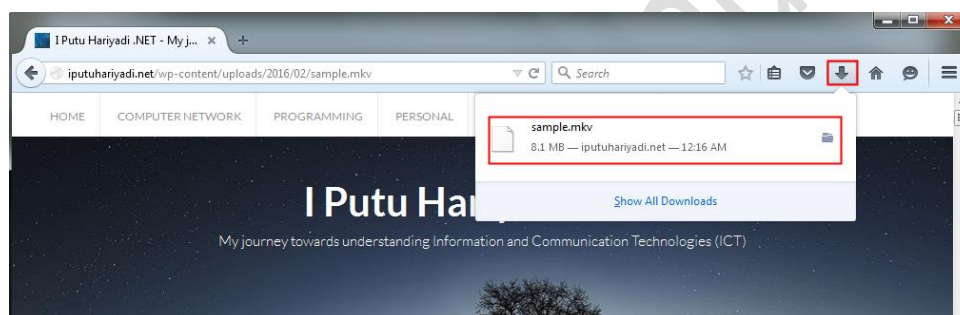 I Putu Hariyadi .NET - My j...
iputuhariyadi.net/wp-content/uploads/2016/02/sample.mkv
Search
HOME COMPUTER NETWORK PROGRAMMING PERSONAL
sample.mkv
8.1 MB — iputuhariyadi.net — 12:16 AM
Show All Downloads
I Putu Ha
My journey towards understanding Information and Communication Technologies (ICT)